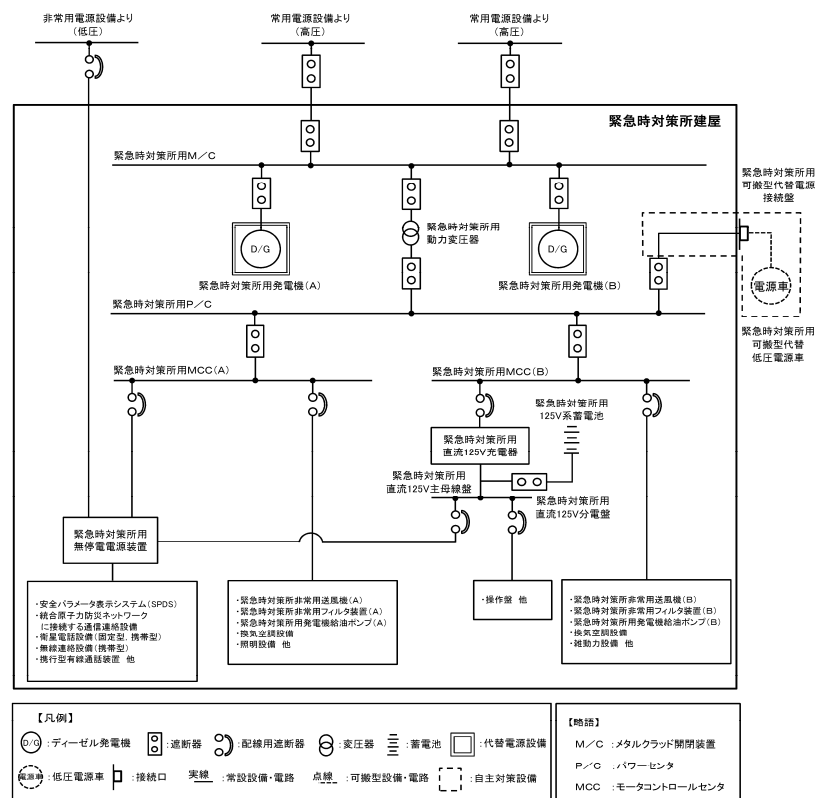 非常用電源設備より
(低圧)
常用電源設備より
(高圧)
常用電源設備より
(高圧)
緊急時対策所建屋
緊急時対策所用M/C
緊急時対策所用
可搬型代替電源
接続盤
緊急時対策所用
動力変圧器
D/G
D/G
緊急時対策所用発電機(A)
緊急時対策所用発電機(B)
電源車
緊急時対策所用P/C
緊急時対策所用
可搬型代替
低圧電源車
緊急時対策所用MCC(A)
緊急時対策所用MCC(B)
緊急時対策所用
125V系蓄電池
緊急時対策所用
直流125V充電器
緊急時対策所用
直流125V主母線盤
緊急時対策所用
直流125V分電盤
緊急時対策所用
無停電電源装置
・安全パラメータ表示システム(SPDS)
・統合原子力防災ネットワーク
に接続する通信連絡設備
・衛星電話設備(固定型,携帯型)
・無線連絡設備(携帯型)
・携行型有線通話装置 他
・緊急時対策所非常用送風機(A)
・緊急時対策所非常用フィルタ装置(A)
・緊急時対策所用発電機給油ポンプ(A)
・換気空調設備
・照明設備 他
・操作盤 他
・緊急時対策所非常用送風機(B)
・緊急時対策所非常用フィルタ装置(B)
・緊急時対策所用発電機給油ポンプ(B)
・換気空調設備
・雑動力設備 他
【凡例】
D/G :ディーゼル発電機 :遮断器 :配線用遮断器 :変圧器 :蓄電池 :代替電源設備
電源車 :低圧電源車 :接続口 実線 :常設設備・電路 点線 :可搬型設備・電路 :自主対策設備
【略語】
M/C :メタルクラッド開閉装置
P/C :パワーセンタ
MCC :モータコントロールセンタ